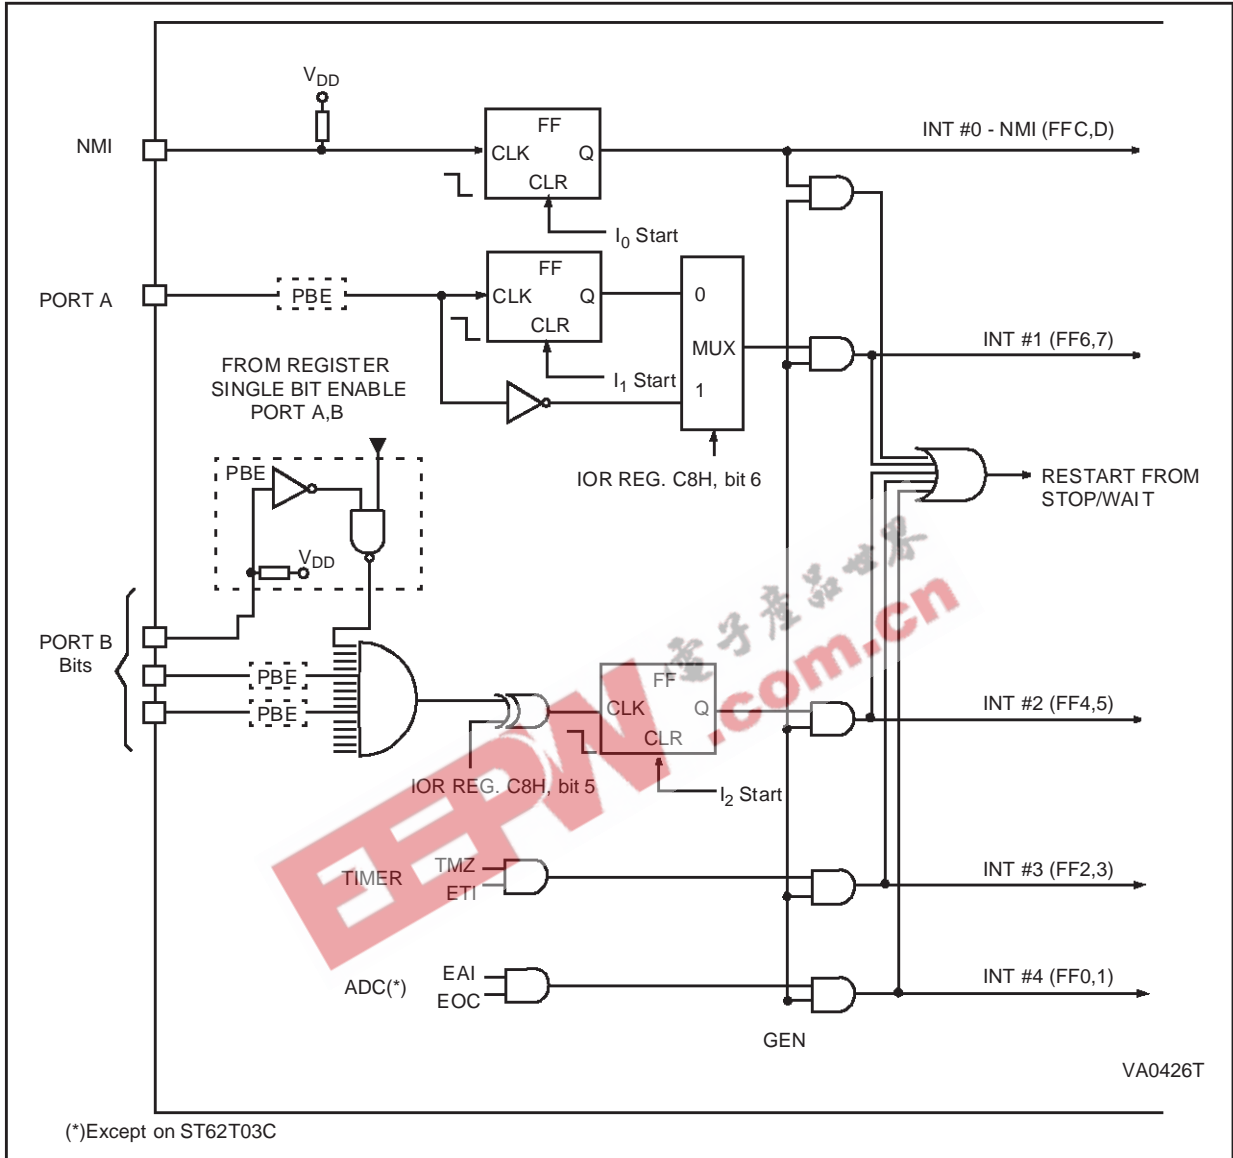 VDD
NMI
FF
CLK Q
CLR
I0 Start
INT #0 - NMI (FFC,D)
PORT A
PBE
FF
CLK Q
CLR
I1 Start
0
MUX
1
INT #1 (FF6,7)
FROM REGISTER
SINGLE BIT ENABLE
PORT A,B
IOR REG. C8H, bit 6
RESTART FROM
STOP/WAIT
PBE
VDD
PORT B
Bits
PBE
PBE
FF
CLK Q
CLR
IOR REG. C8H, bit 5
I2 Start
INT #2 (FF4,5)
電子產品世界
EEPW.com.cn
TIMER
TMZ
ETI
INT #3 (FF2,3)
ADC(*)
EAI
EOC
INT #4 (FF0,1)
GEN
VA0426T
(*)Except on ST62T03C